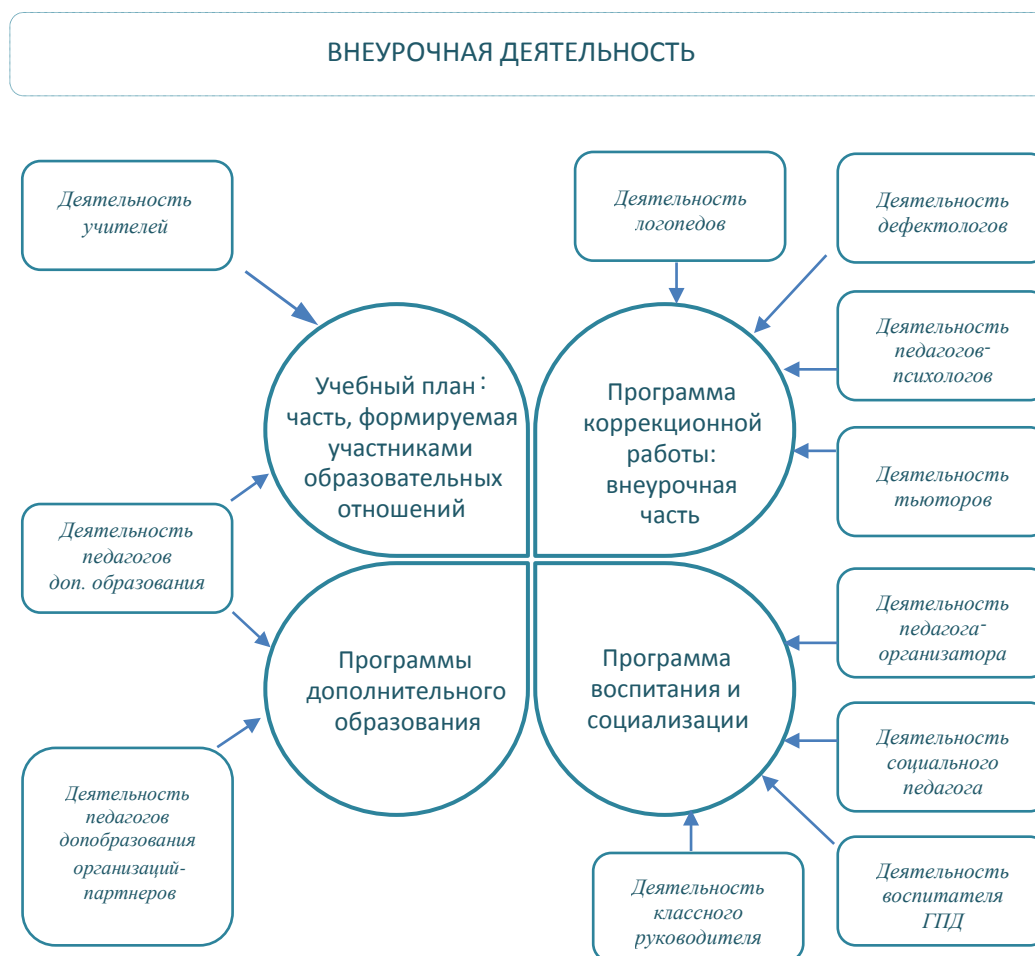 ВНЕУРОЧНАЯ ДЕЯТЕЛЬНОСТЬ
Деятельность
учителей
Деятельность
логопедов
Деятельность
дефектологов
Деятельность
педагогов-
психологов
Учебный план:
часть, формируемая
участниками
образовательных
отношений
Программа
коррекционной
работы:
внеурочная
часть
Деятельность
тьюторов
Деятельность
педагогов
доп. образования
Деятельность
педагога-
организатора
Программы
дополнительного
образования
Программа
воспитания и
социализации
Деятельность
социального
педагога
Деятельность
педагогов
допобразования
организаций-
партнеров
Деятельность
классного
руководителя
Деятельность
воспитателя
ГПД